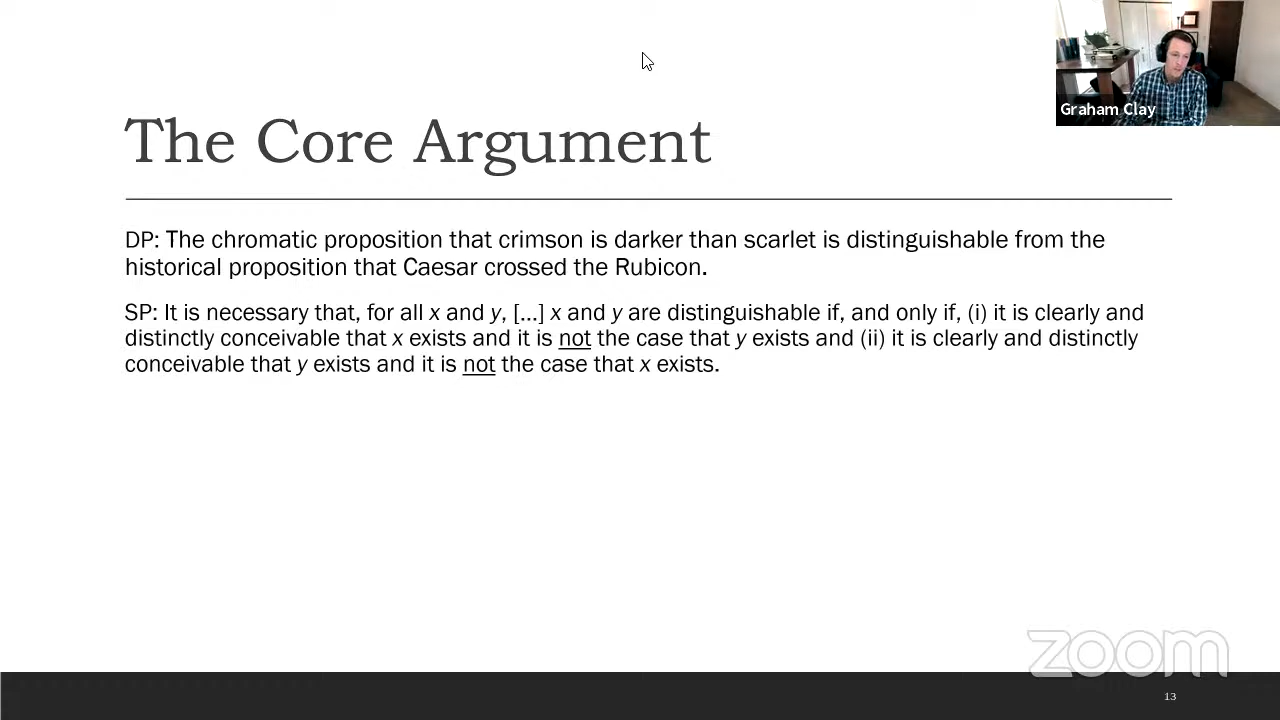 Graham Clay
The Core Argument
DP: The chromatic proposition that crimson is darker than scarlet is distinguishable from the
historical proposition that Caesar crossed the Rubicon.
SP: It is necessary that, for all x and y, [...] x and y are distinguishable if, and only if, (i) it is clearly and
distinctly conceivable that x exists and it is not the case that y exists and (ii) it is clearly and distinctly
conceivable that y exists and it is not the case that x exists.
zoom
13